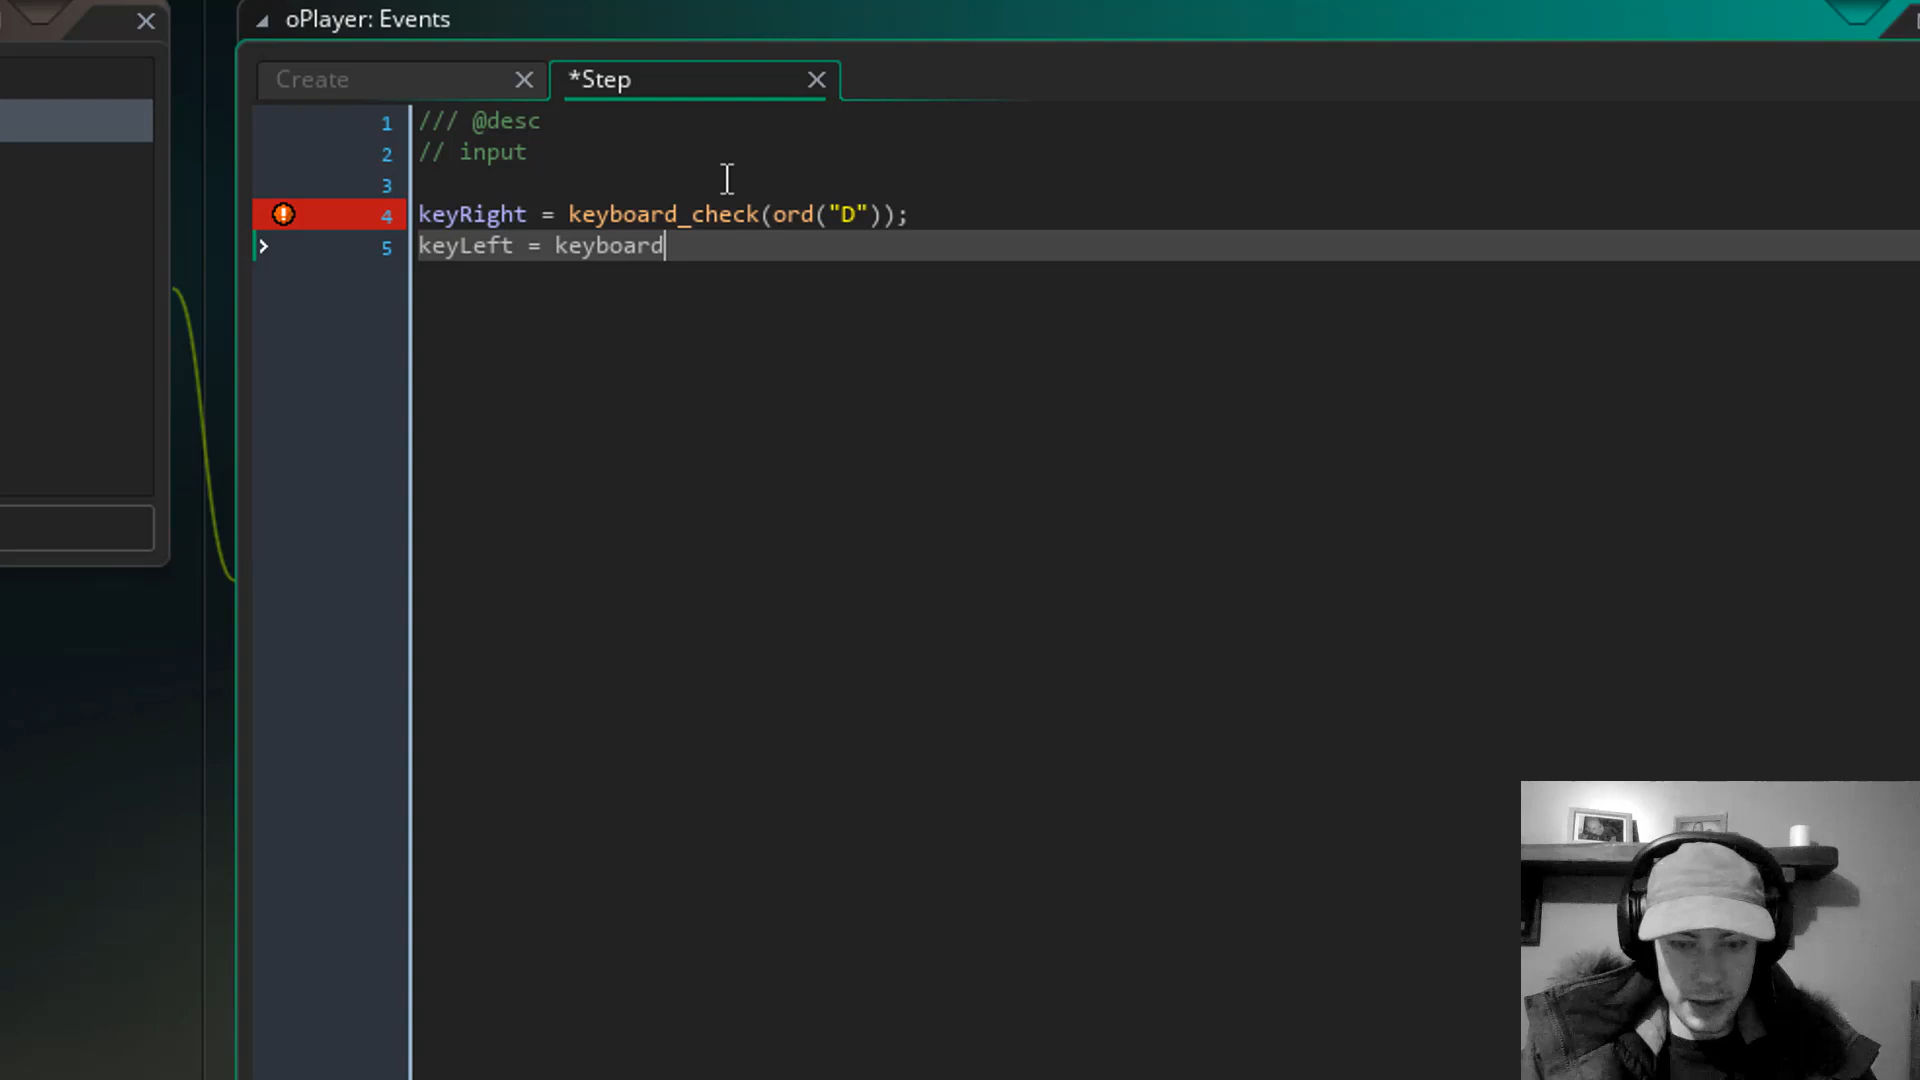 oPlayer: Events
Create
*Step
1 /// @desc
2 // input
3
4 keyRight = keyboard_check(ord("D"));
5 keyLeft = keyboard